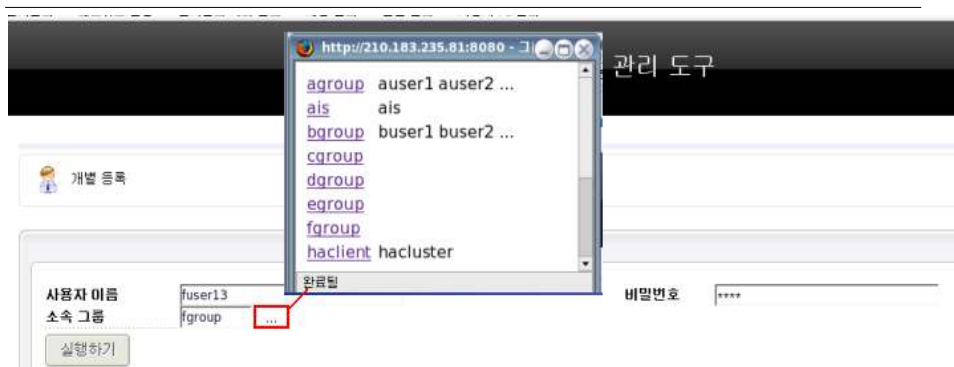 http://210.183.235.81:8080 - 그
관리 도구
agroup auser1 auser2 ...
ais ais
bgroup buser1 buser2 ...
cgroup
dgroup
egroup
fgroup
haclient hacluster
완료됨
개별 등록
사용자 이름 fuser13 비밀번호 ****
소속 그룹 fgroup ...
실행하기